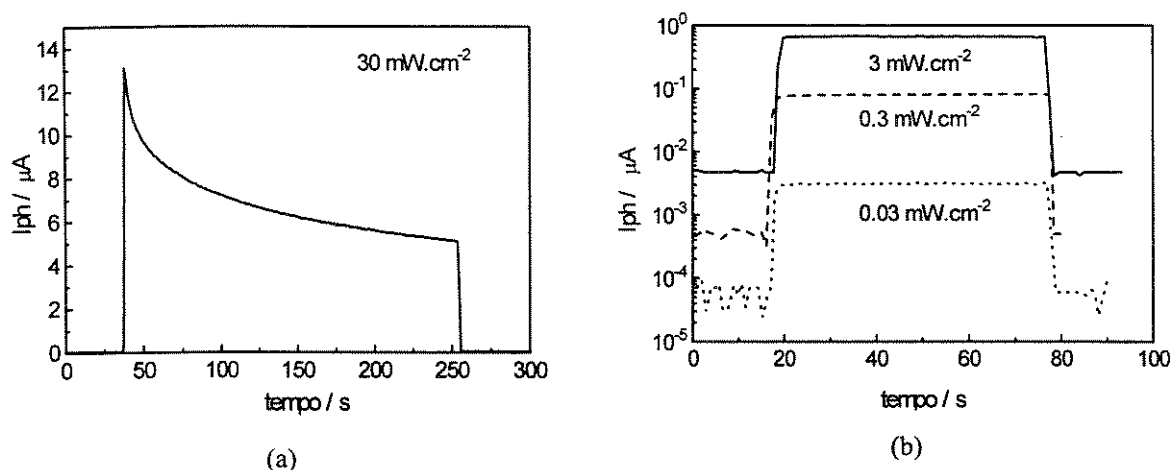 14
12
10
8
6
4
2
0
Iph / μA
30 mW.cm⁻²
0 50 100 150 200 250 300
tempo / s
(a)
10⁰
10⁻¹
10⁻²
10⁻³
10⁻⁴
10⁻⁵
Iph / μA
3 mW.cm⁻²
0.3 mW.cm⁻²
0.03 mW.cm⁻²
0 20 40 60 80 100
tempo / s
(b)